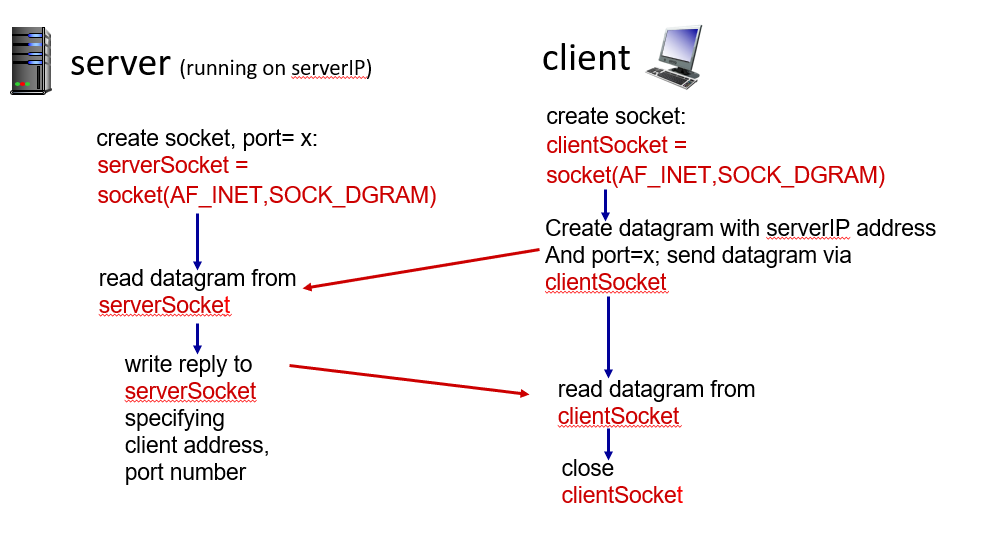 server (running on serverIP)
create socket, port= x:
serverSocket =
socket(AF_INET,SOCK_DGRAM)
read datagram from
serverSocket
write reply to
serverSocket
specifying
client address,
port number
client
create socket:
clientSocket =
socket(AF_INET,SOCK_DGRAM)
Create datagram with serverIP address
And port=x; send datagram via
clientSocket
read datagram from
clientSocket
close
clientSocket